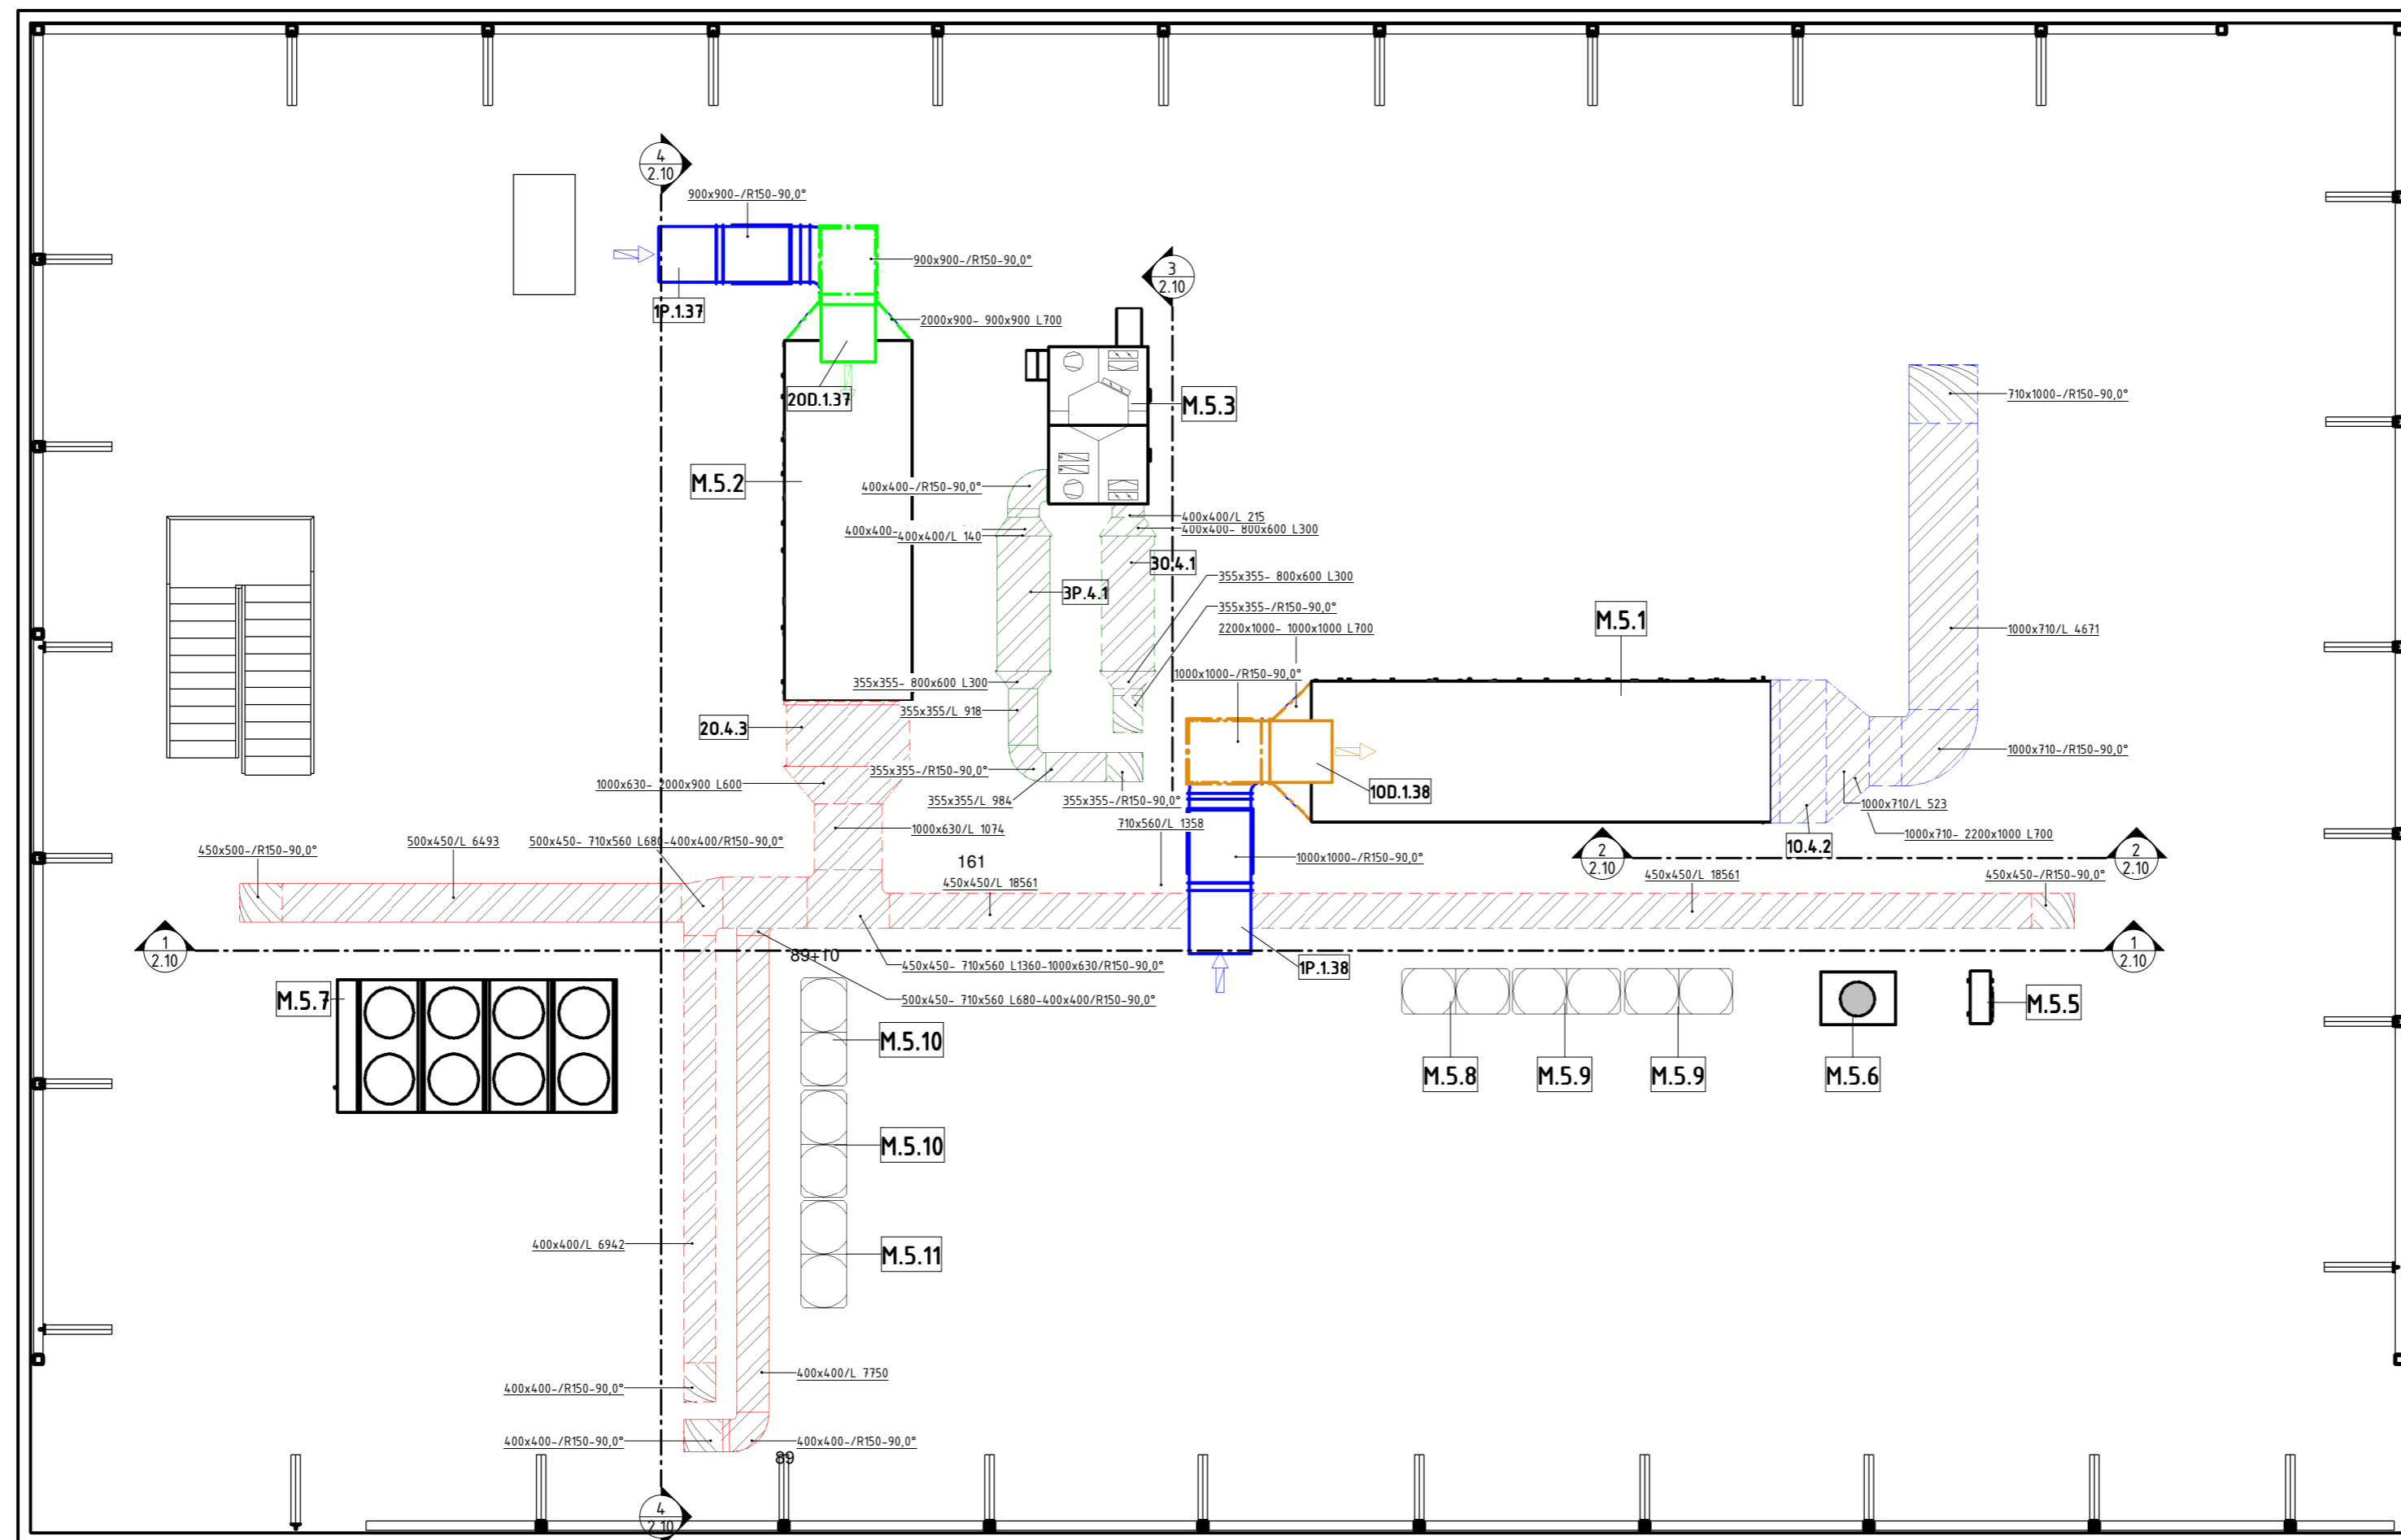 4
2.10
900x900-/R150-90,0°
900x900-/R150-90,0°
3
2.10
1P.1.37
2000x900- 900x900 L700
2OD.1.37
M.5.3
710x1000-/R150-90,0°
M.5.2
400x400-/R150-90,0°
400x400/L 215
400x400- 800x600 L300
400x400-
400x400/L 140
3O.4.1
355x355- 800x600 L300
3P.4.1
355x355-/R150-90,0°
M.5.1
2200x1000- 1000x1000 L700
1000x710/L 4671
1000x1000-/R150-90,0°
355x355- 800x600 L300
355x355/L 918
2O.4.3
1000x710-/R150-90,0°
355x355-/R150-90,0°
1000x630- 2000x900 L600
1OD.1.38
355x355/L 984
355x355-/R150-90,0°
1000x710/L 523
710x560/L 1358
1000x630/L 1074
1000x710- 2200x1000 L700
500x450/L 6493
500x450- 710x560 L680-400x400/R150-90,0°
1O.4.2
450x500-/R150-90,0°
161
1000x1000-/R150-90,0°
2
2.10
2
2.10
450x450/L 18561
450x450/L 18561
450x450-/R150-90,0°
1
2.10
89+10
1
2.10
450x450- 710x560 L1360-1000x630/R150-90,0°
1P.1.38
M.5.7
500x450- 710x560 L680-400x400/R150-90,0°
M.5.5
M.5.10
M.5.8
M.5.9
M.5.9
M.5.6
M.5.10
400x400/L 6942
M.5.11
400x400/L 7750
400x400-/R150-90,0°
400x400-/R150-90,0°
400x400-/R150-90,0°
89
4
2.10